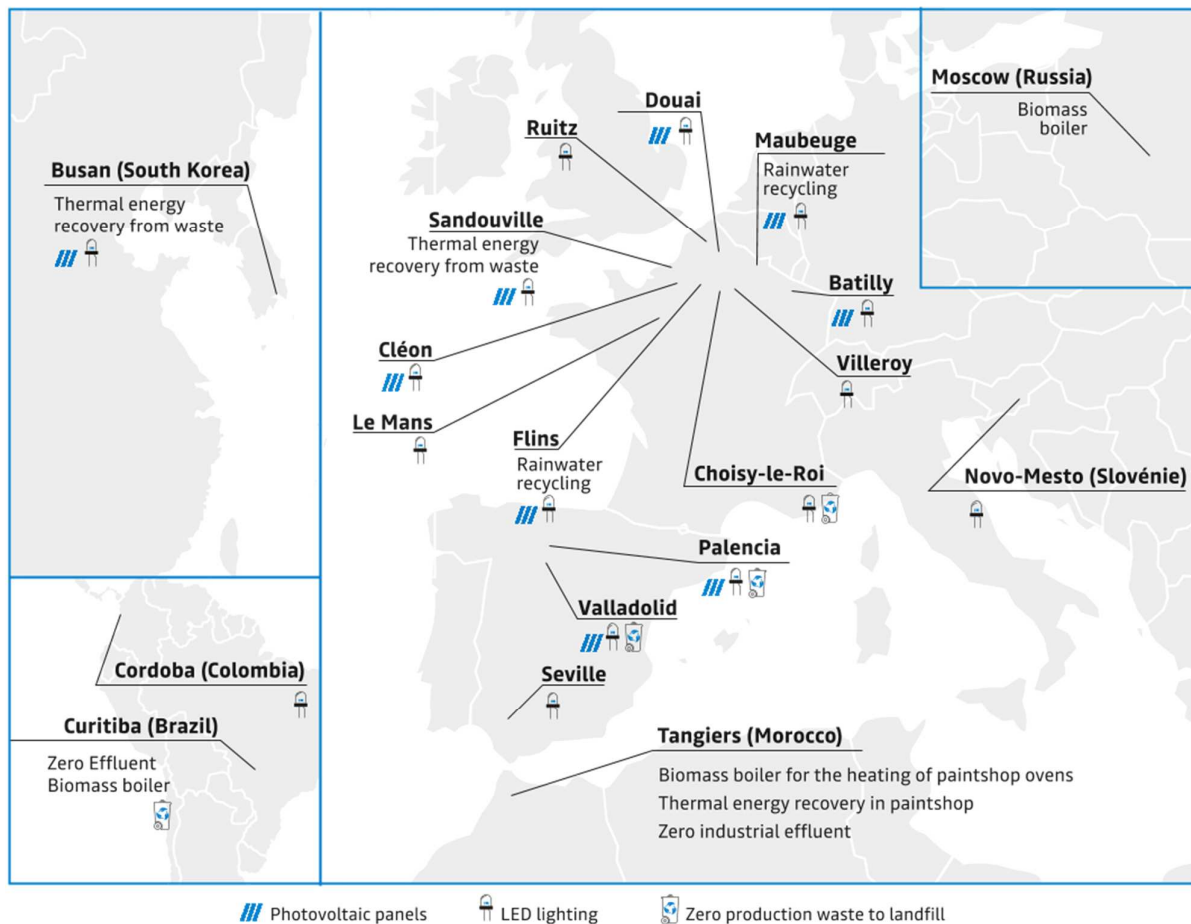 Busan (South Korea)
Thermal energy
recovery from waste
Cordoba (Colombia)
Curitiba (Brazil)
Zero Effluent
Biomass boiler
Douai
Ruitz
Maubeuge
Rainwater
recycling
Sandouville
Thermal energy
recovery from waste
Batilly
Cléon
Villeroy
Le Mans
Flins
Rainwater
recycling
Choisy-le-Roi
Novo-Mesto (Slovénie)
Palencia
Valladolid
Seville
Tangiers (Morocco)
Biomass boiler for the heating of paintshop ovens
Thermal energy recovery in paintshop
Zero industrial effluent
Moscow (Russia)
Biomass
boiler
Photovoltaic panels
LED lighting
Zero production waste to landfill